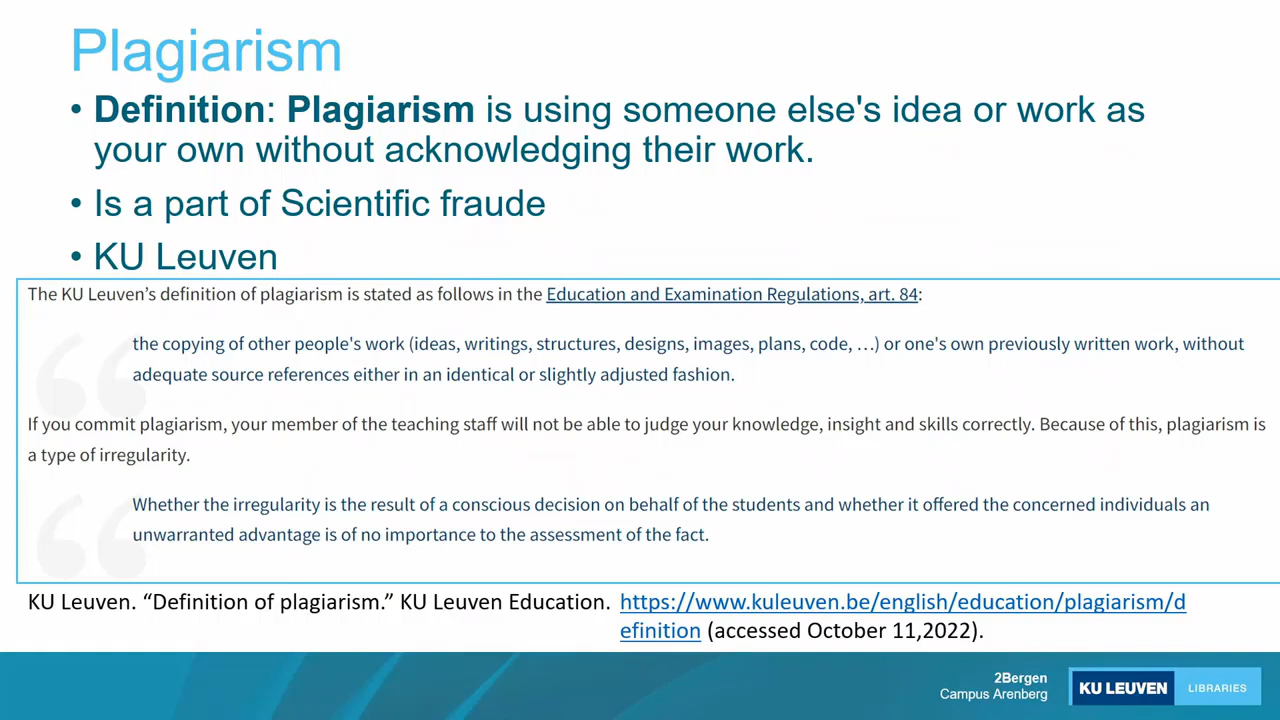 Plagiarism
• Definition: Plagiarism is using someone else's idea or work as
your own without acknowledging their work.
• Is a part of Scientific fraude
• KU Leuven
The KU Leuven's definition of plagiarism is stated as follows in the Education and Examination Regulations, art. 84:
the copying of other people's work (ideas, writings, structures, designs, images, plans, code, …) or one's own previously written work, without
adequate source references either in an identical or slightly adjusted fashion.
If you commit plagiarism, your member of the teaching staff will not be able to judge your knowledge, insight and skills correctly. Because of this, plagiarism is
a type of irregularity.
Whether the irregularity is the result of a conscious decision on behalf of the students and whether it offered the concerned individuals an
unwarranted advantage is of no importance to the assessment of the fact.
KU Leuven. “Definition of plagiarism.” KU Leuven Education. https://www.kuleuven.be/english/education/plagiarism/d
efinition (accessed October 11,2022).
2Bergen
Campus Arenberg
KU LEUVEN LIBRARIES